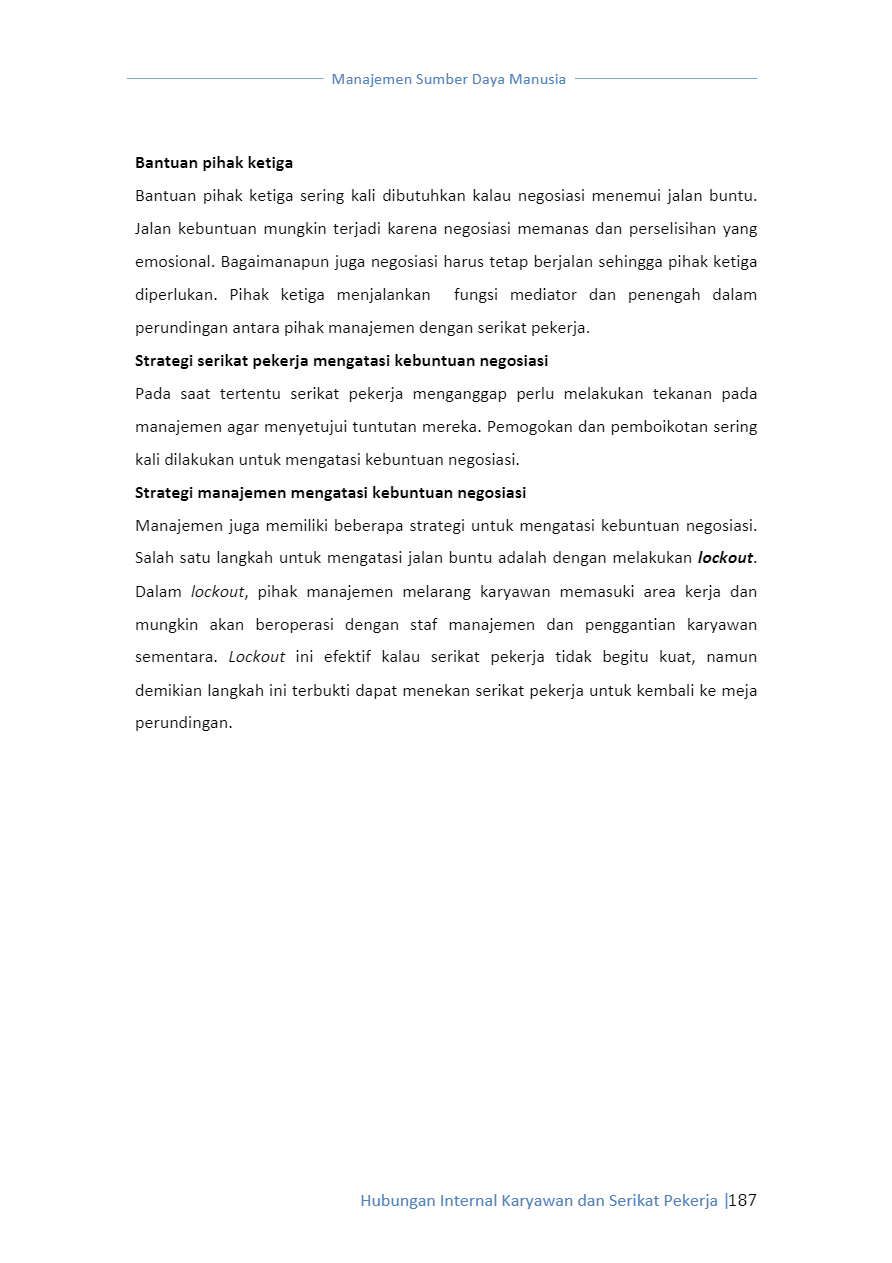 Manajemen Sumber Daya Manusia
Bantuan pihak ketiga
Bantuan pihak ketiga sering kali dibutuhkan kalau negosiasi menemui jalan buntu.
Jalan kebuntuan mungkin terjadi karena negosiasi memanas dan perselisihan yang
emosional. Bagaimanapun juga negosiasi harus tetap berjalan sehingga pihak ketiga
diperlukan. Pihak ketiga menjalankan fungsi mediator dan penengah dalam
perundingan antara pihak manajemen dengan serikat pekerja.
Strategi serikat pekerja mengatasi kebuntuan negosiasi
Pada saat tertentu serikat pekerja menganggap perlu melakukan tekanan pada
manajemen agar menyetujui tuntutan mereka. Pemogokan dan pemboikotan sering
kali dilakukan untuk mengatasi kebuntuan negosiasi.
Strategi manajemen mengatasi kebuntuan negosiasi
Manajemen juga memiliki beberapa strategi untuk mengatasi kebuntuan negosiasi.
Salah satu langkah untuk mengatasi jalan buntu adalah dengan melakukan lockout.
Dalam lockout, pihak manajemen melarang karyawan memasuki area kerja dan
mungkin akan beroperasi dengan staf manajemen dan penggantian karyawan
sementara. Lockout ini efektif kalau serikat pekerja tidak begitu kuat, namun
demikian langkah ini terbukti dapat menekan serikat pekerja untuk kembali ke meja
perundingan.
Hubungan Internal Karyawan dan Serikat Pekerja |187